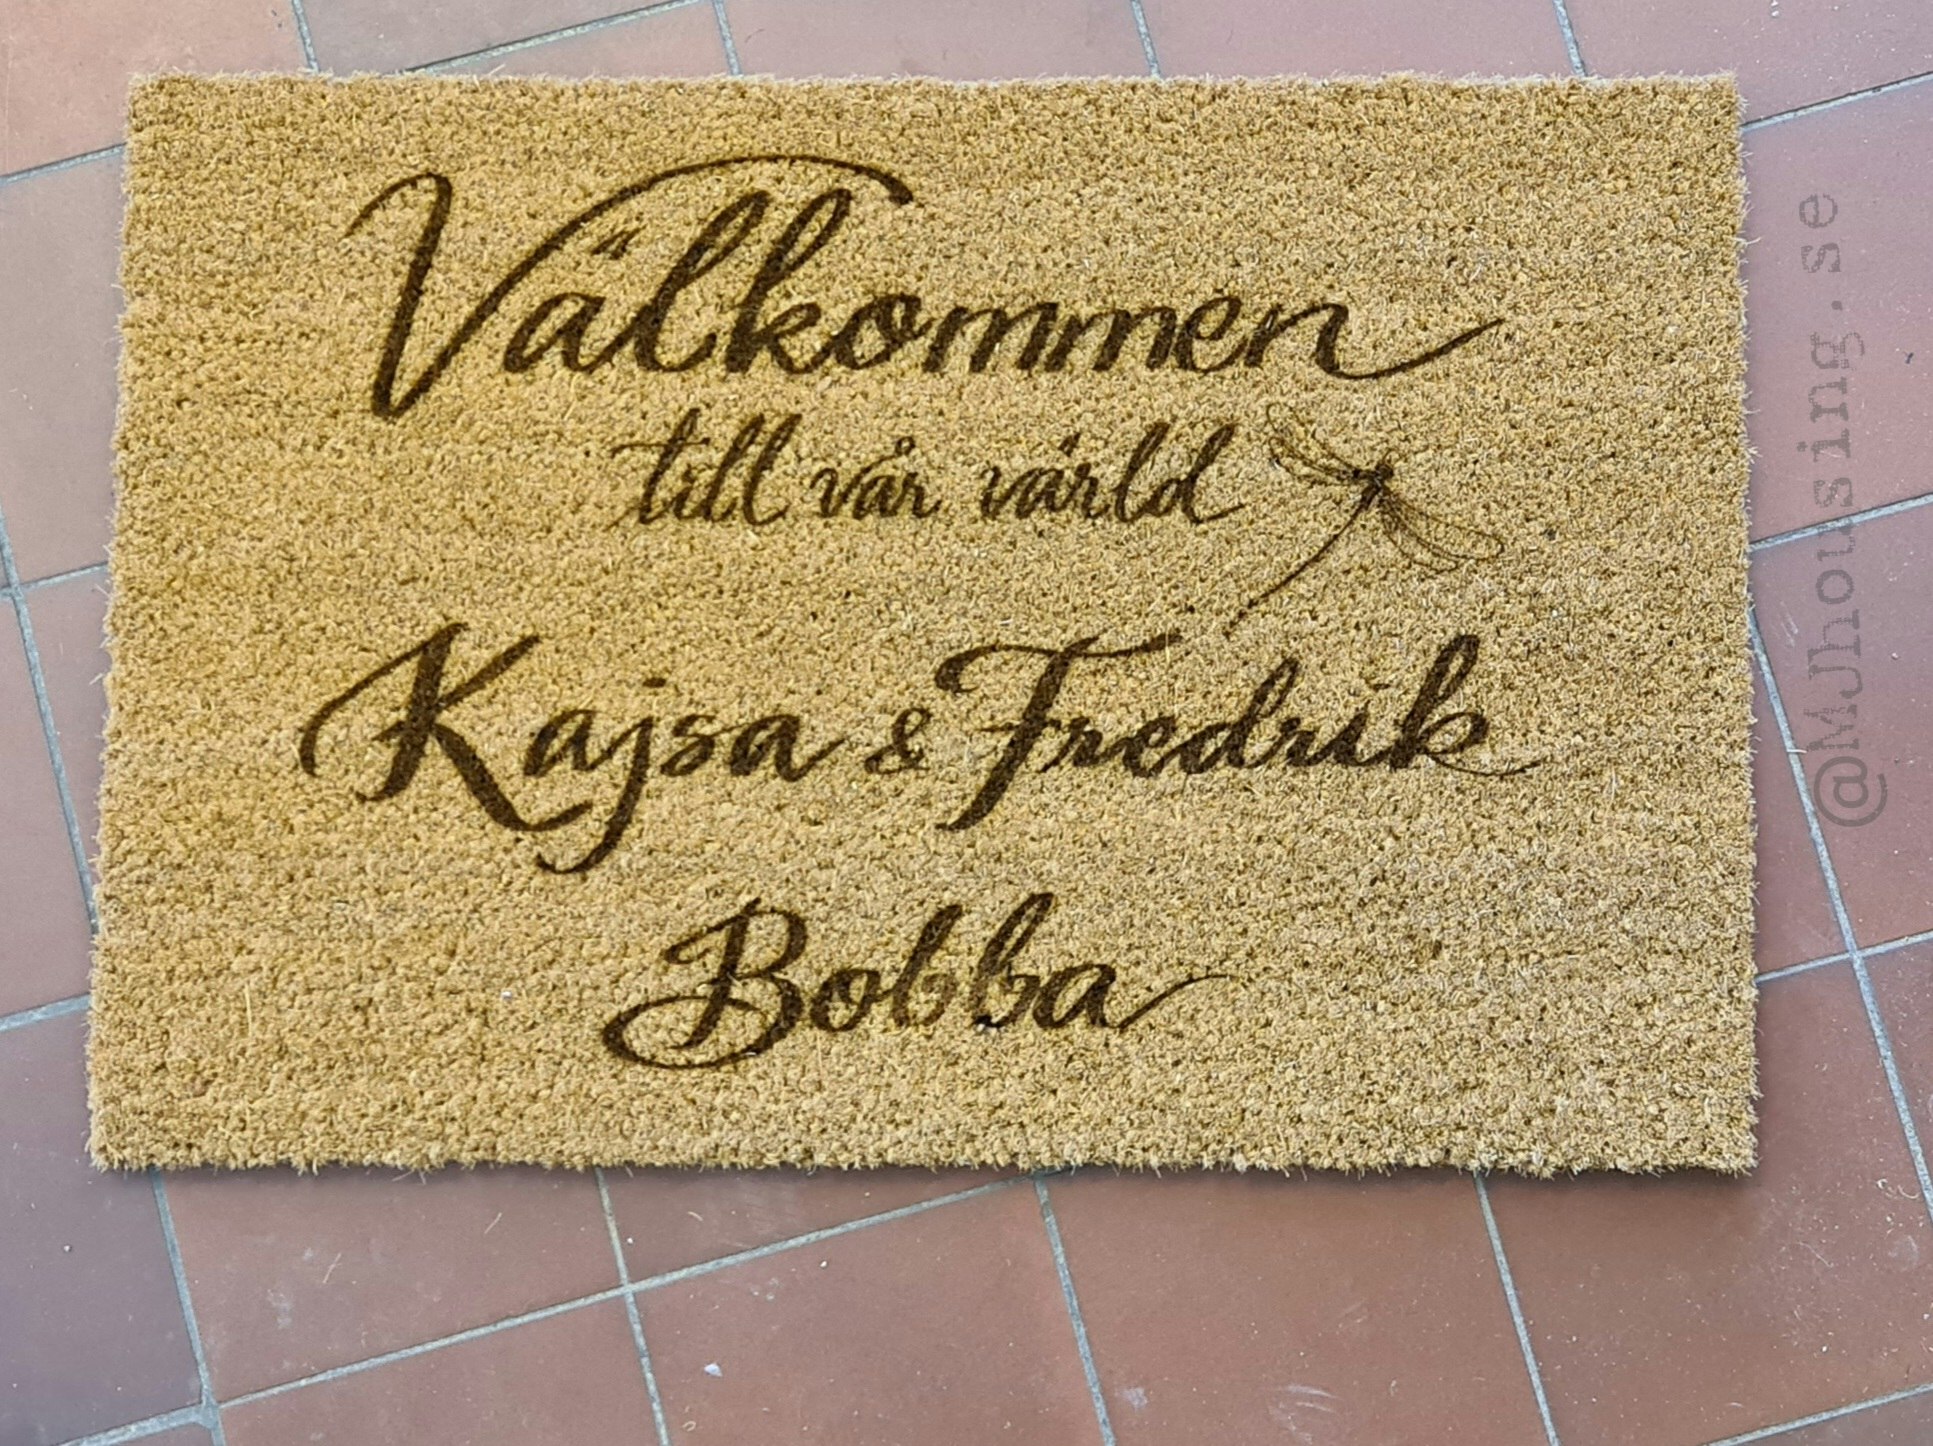 Välkommen
till vår värld
Kajsa & Fredrik
Bobba
@MJhousing.se